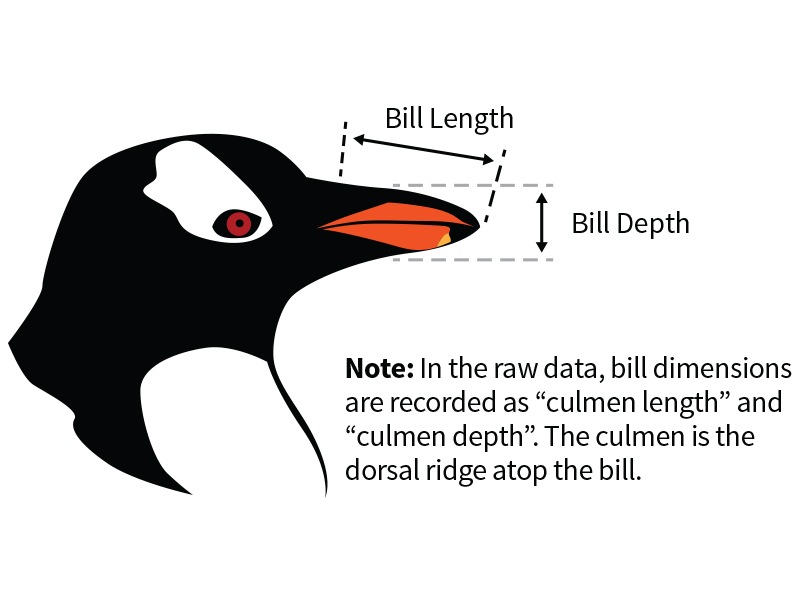 Bill Length
Bill Depth
Note: In the raw data, bill dimensions
are recorded as “culmen length” and
“culmen depth”. The culmen is the
dorsal ridge atop the bill.